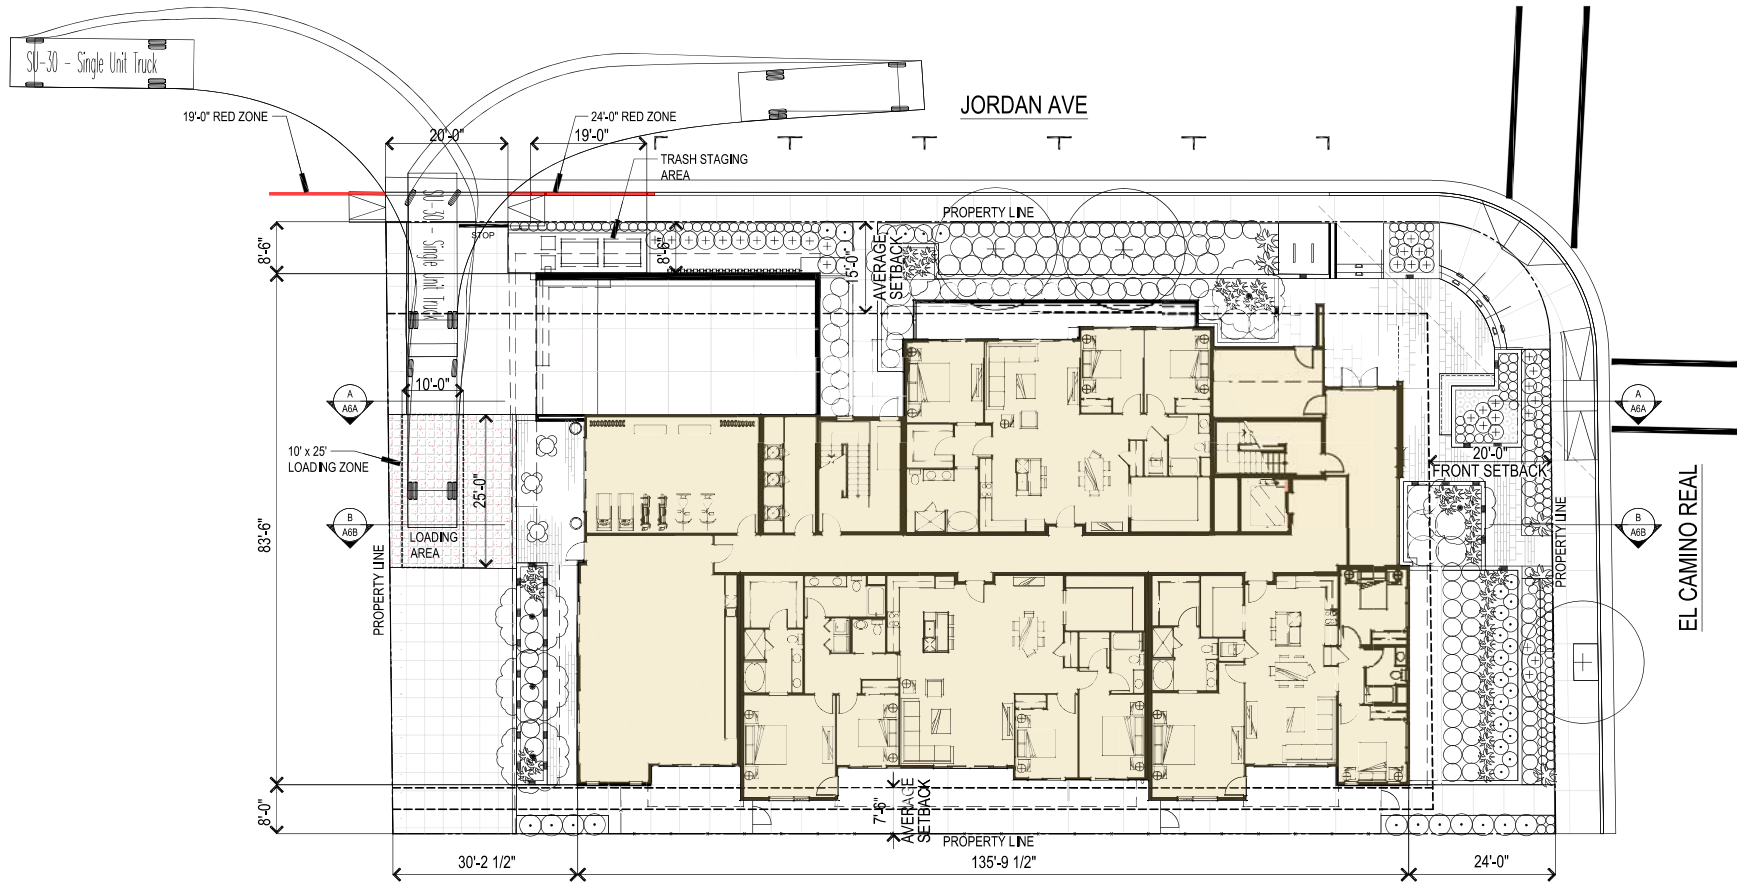 SU-30 - Single Unit Truck
JORDAN AVE
19'-0" RED ZONE
24'-0" RED ZONE
20'-0"
19'-0"
TRASH STAGING
AREA
SU-30 - Single Unit Truck
STOP
PROPERTY LINE
8'-6"
8'-6"
15'-0"
AVERAGE
SETBACK
10'-0"
A
A6A
A
A6A
10' x 25'
LOADING ZONE
25'-0"
20'-0"
FRONT SETBACK
B
A6B
B
A6B
LOADING
AREA
83'-6"
PROPERTY LINE
PROPERTY LINE
EL CAMINO REAL
8'-0"
7'-6"
AVERAGE
SETBACK
PROPERTY LINE
30'-2 1/2"
135'-9 1/2"
24'-0"